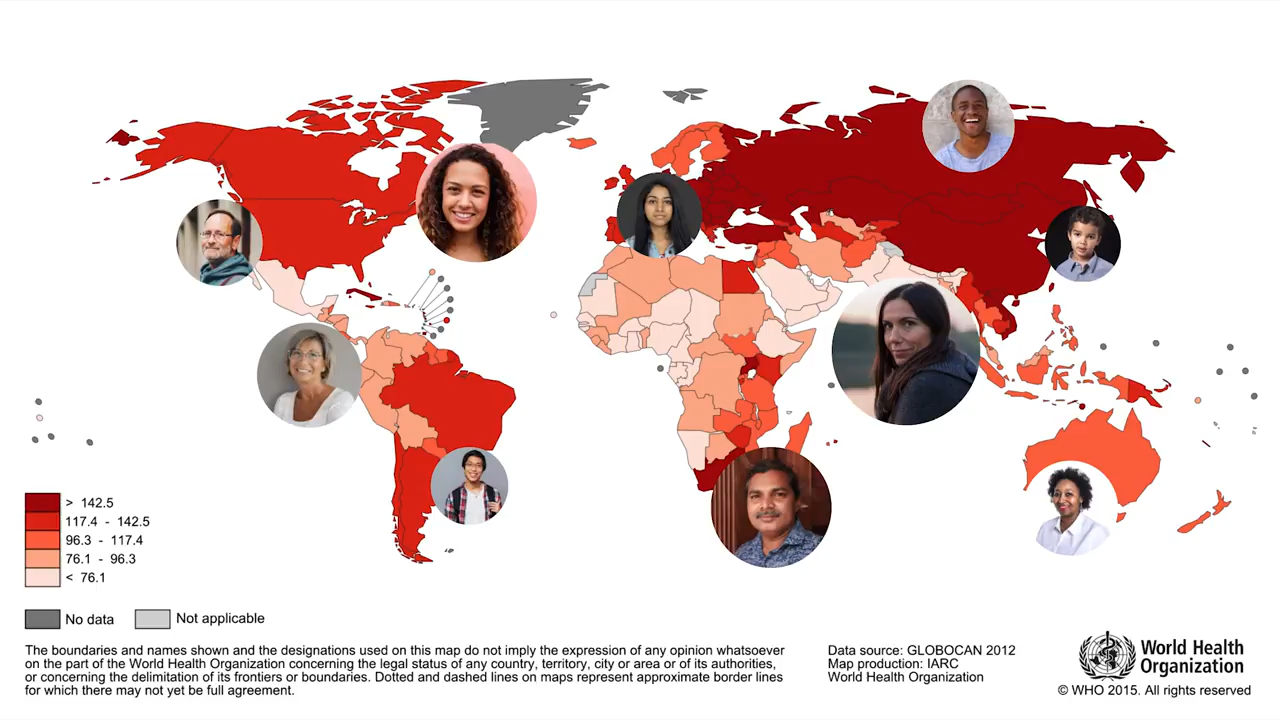 > 142.5
117.4 - 142.5
96.3 - 117.4
76.1 - 96.3
< 76.1
No data
Not applicable
The boundaries and names shown and the designations used on this map do not imply the expression of any opinion whatsoever
on the part of the World Health Organization concerning the legal status of any country, territory, city or area or of its authorities,
or concerning the delimitation of its frontiers or boundaries. Dotted and dashed lines on maps represent approximate border lines
for which there may not yet be full agreement.
Data source: GLOBOCAN 2012
Map production: IARC
World Health Organization
World Health
Organization
© WHO 2015. All rights reserved